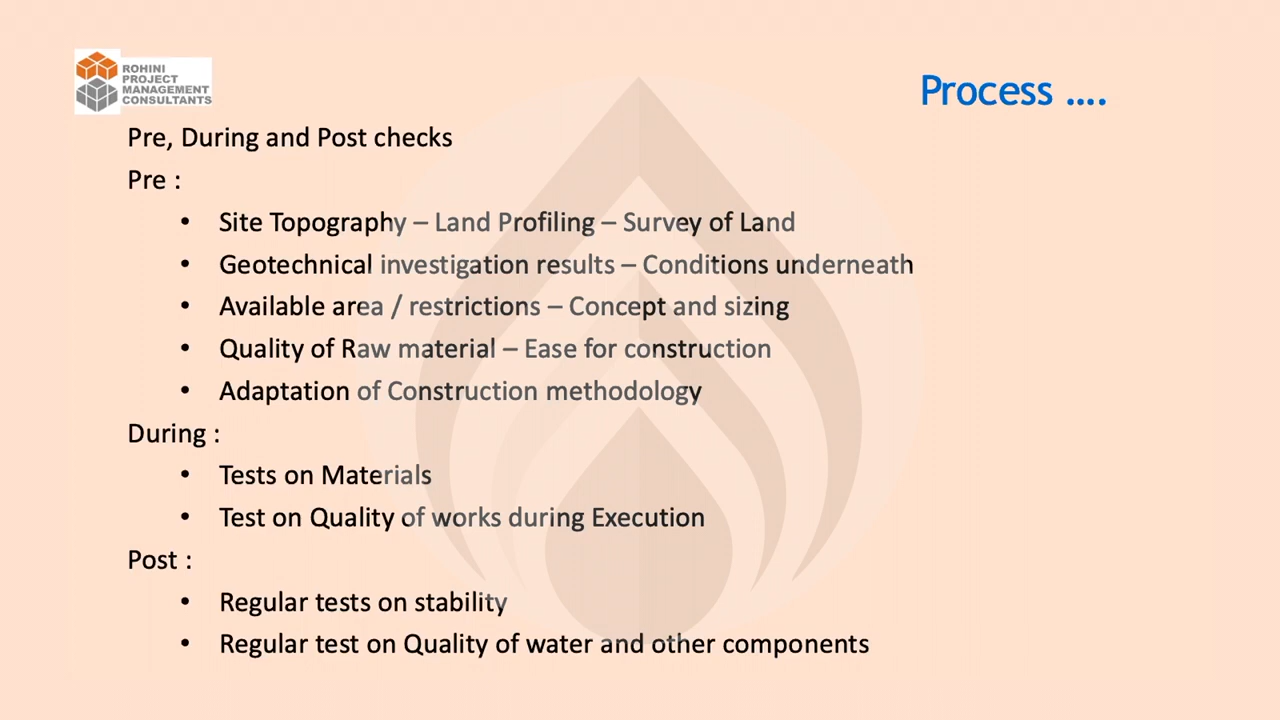 ROHINI
PROJECT
MANAGEMENT
CONSULTANTS
Process ....
Pre, During and Post checks
Pre :
• Site Topography – Land Profiling – Survey of Land
• Geotechnical investigation results – Conditions underneath
• Available area / restrictions – Concept and sizing
• Quality of Raw material – Ease for construction
• Adaptation of Construction methodology
During :
• Tests on Materials
• Test on Quality of works during Execution
Post :
• Regular tests on stability
• Regular test on Quality of water and other components